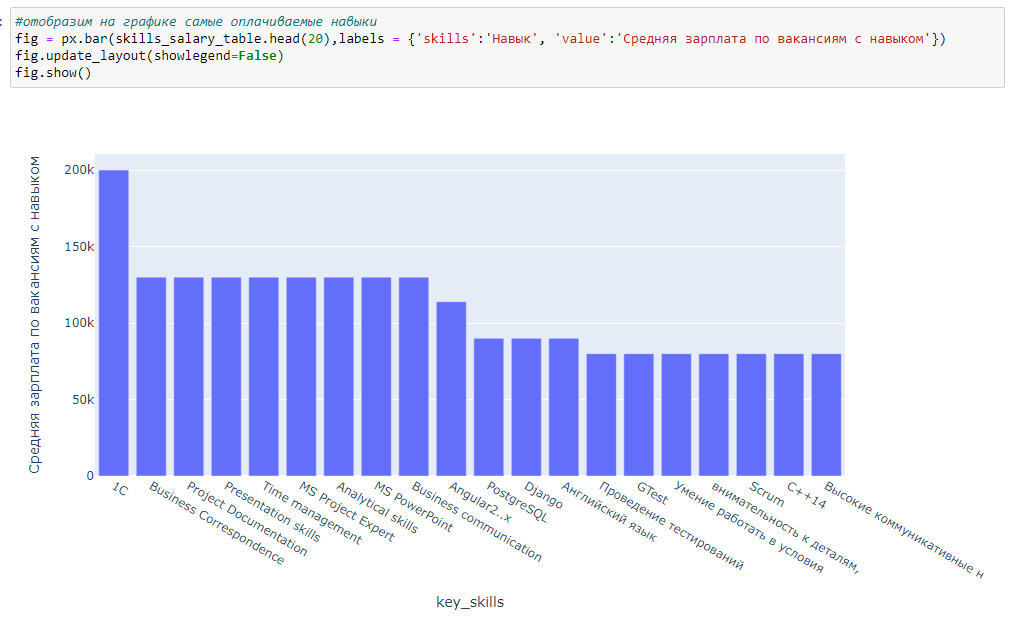 :
#отобразим на графике самые оплачиваемые навыки
fig = px.bar(skills_salary_table.head(20),labels = {'skills':'Навык', 'value':'Средняя зарплата по вакансиям с навыком'})
fig.update_layout(showlegend=False)
fig.show()
Средняя зарплата по вакансиям с навыком
200k
150k
100k
50k
0
1C
Business Correspondence
Project Documentation
Presentation skills
Time management
MS Project Expert
Analytical skills
MS PowerPoint
Business communication
Angular2..x
PostgreSQL
Django
Английский язык
Проведение тестирований
GTest
Умение работать в условия
внимательность к деталям,
Scrum
C++14
Высокие коммуникативные н
key_skills